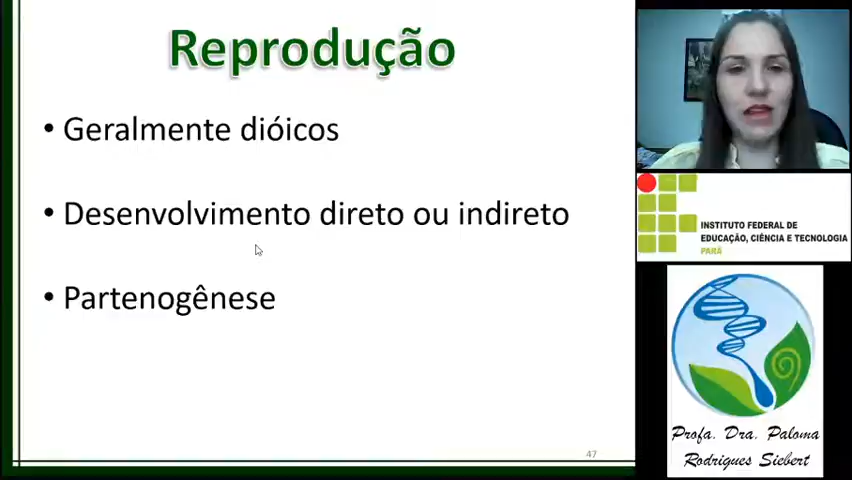 Reprodução
• Geralmente dióicos
• Desenvolvimento direto ou indireto
• Partenogênese
47
INSTITUTO FEDERAL DE
EDUCAÇÃO, CIÊNCIA E TECNOLOGIA
PARÁ
Profa. Dra. Paloma
Rodrigues Siebert